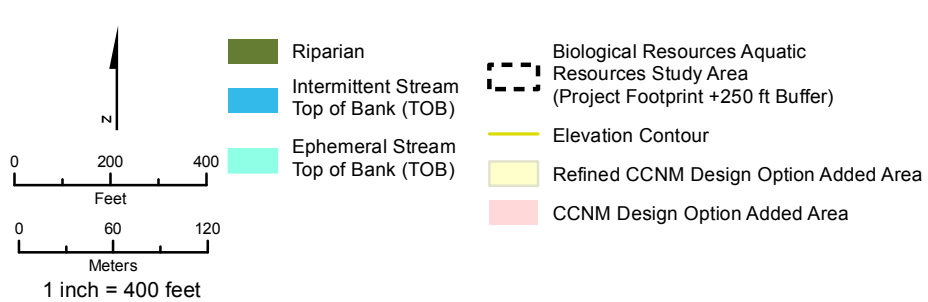 Z
0 200 400
Feet
0 60 120
Meters
1 inch = 400 feet
Riparian
Intermittent Stream
Top of Bank (TOB)
Ephemeral Stream
Top of Bank (TOB)
Biological Resources Aquatic
Resources Study Area
(Project Footprint +250 ft Buffer)
Elevation Contour
Refined CCNM Design Option Added Area
CCNM Design Option Added Area